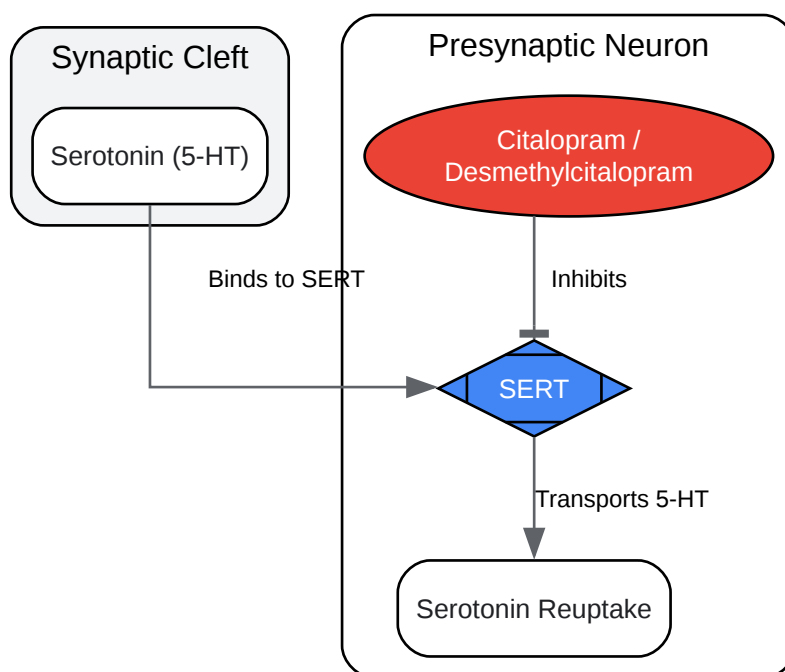 Synaptic Cleft
Presynaptic Neuron
Serotonin (5-HT)
Citalopram /
Desmethylcitalopram
Binds to SERT
Inhibits
SERT
Transports 5-HT
Serotonin Reuptake